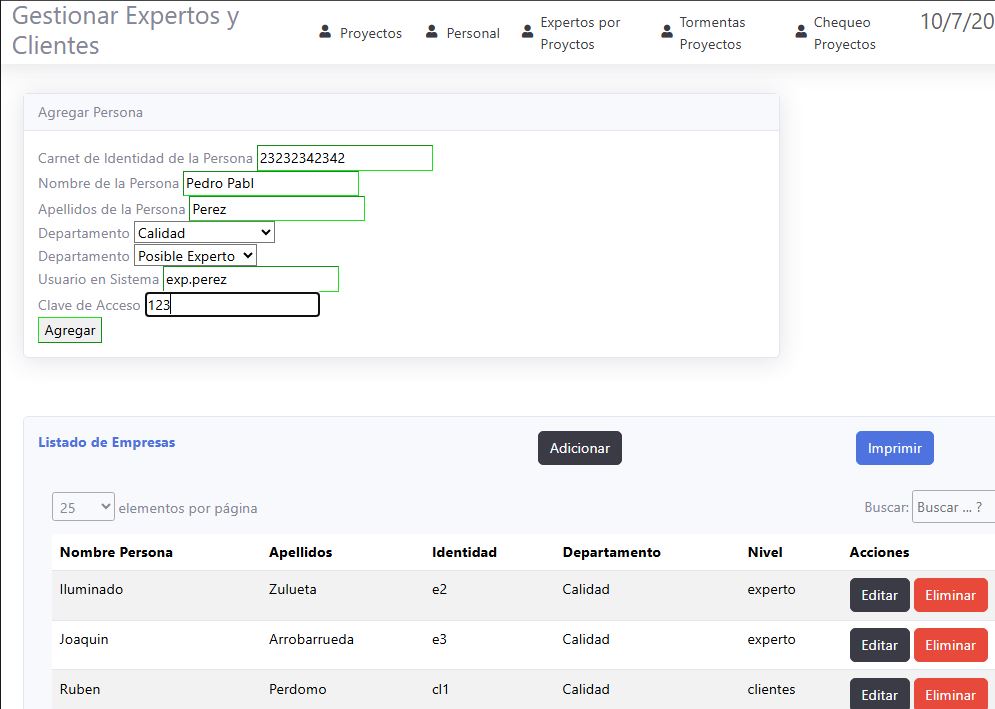 Gestionar Expertos y
Clientes
Proyectos
Personal
Expertos por
Proyctos
Tormentas
Proyectos
Chequeo
Proyectos
10/7/20
Agregar Persona
Carnet de Identidad de la Persona 23232342342
Nombre de la Persona Pedro Pabl
Apellidos de la Persona Perez
Departamento Calidad
Departamento Posible Experto
Usuario en Sistema exp.perez
Clave de Acceso 123
Agregar
Listado de Empresas Adicionar Imprimir
25 elementos por página Buscar: Buscar ... ?
Nombre Persona Apellidos Identidad Departamento Nivel Acciones
Iluminado Zulueta e2 Calidad experto Editar Eliminar
Joaquin Arrobarrueda e3 Calidad experto Editar Eliminar
Ruben Perdomo cl1 Calidad clientes Editar Eliminar